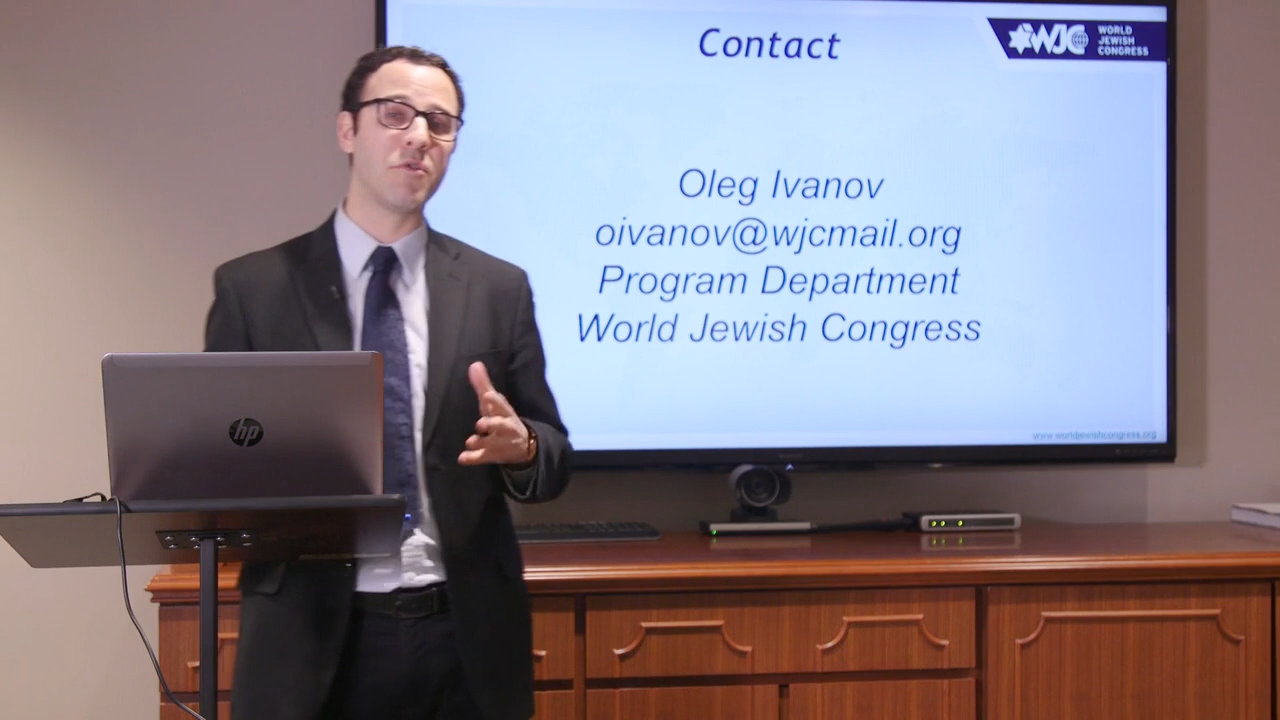 Contact
WJC
WORLD
JEWISH
CONGRESS
Oleg Ivanov
oivanov@wjcmail.org
Program Department
World Jewish Congress
www.worldjewishcongress.org
hp